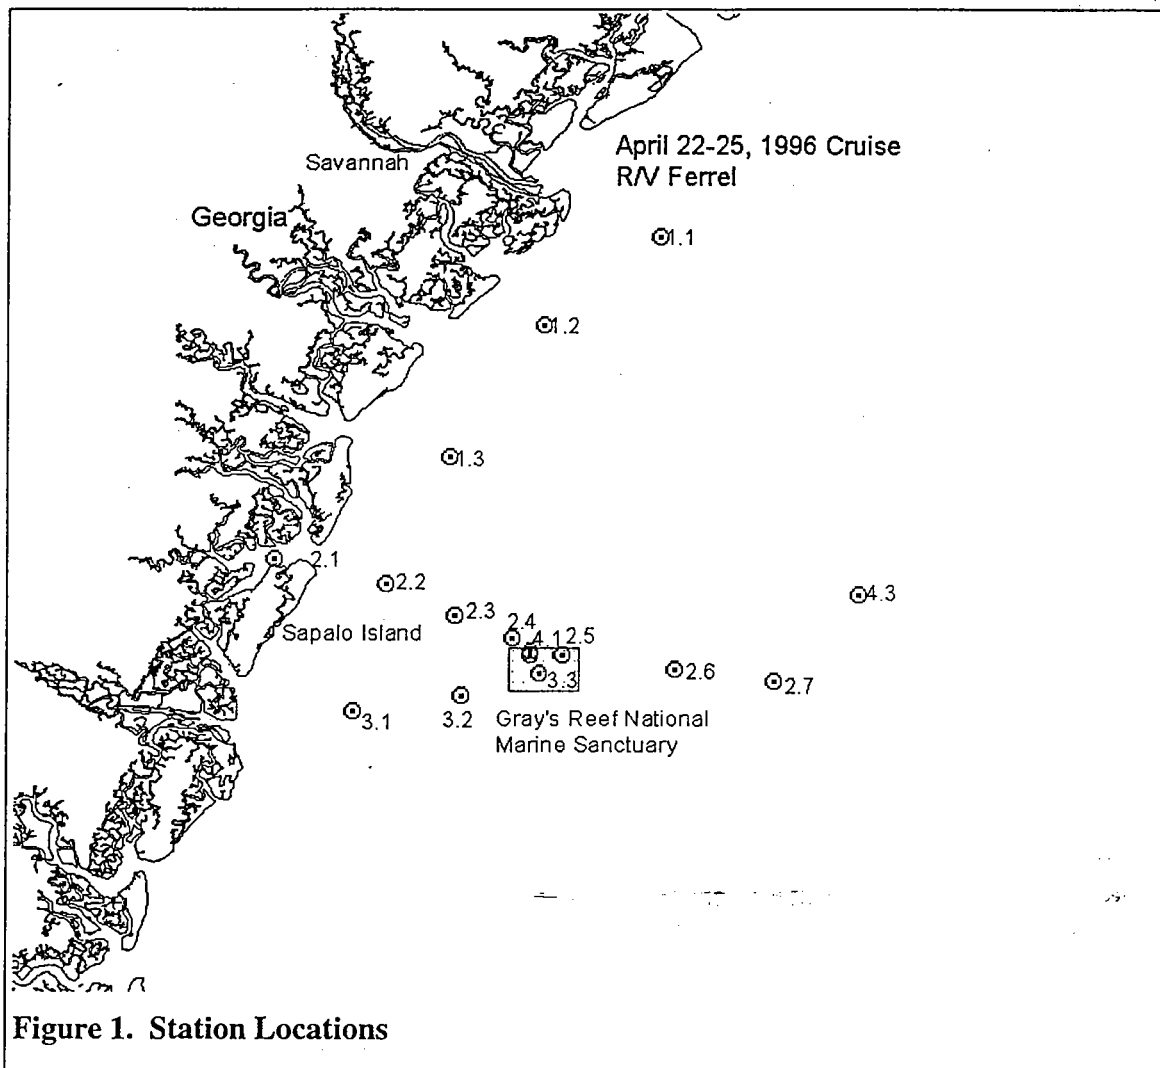 April 22-25, 1996 Cruise
R/V Ferrel
Savannah
Georgia
1.1
1.2
1.3
2.1
2.2
2.3
2.4
4.1
2.5
4.3
Sapalo Island
3.3
2.6
2.7
3.1
3.2
Gray's Reef National
Marine Sanctuary
Figure 1. Station Locations